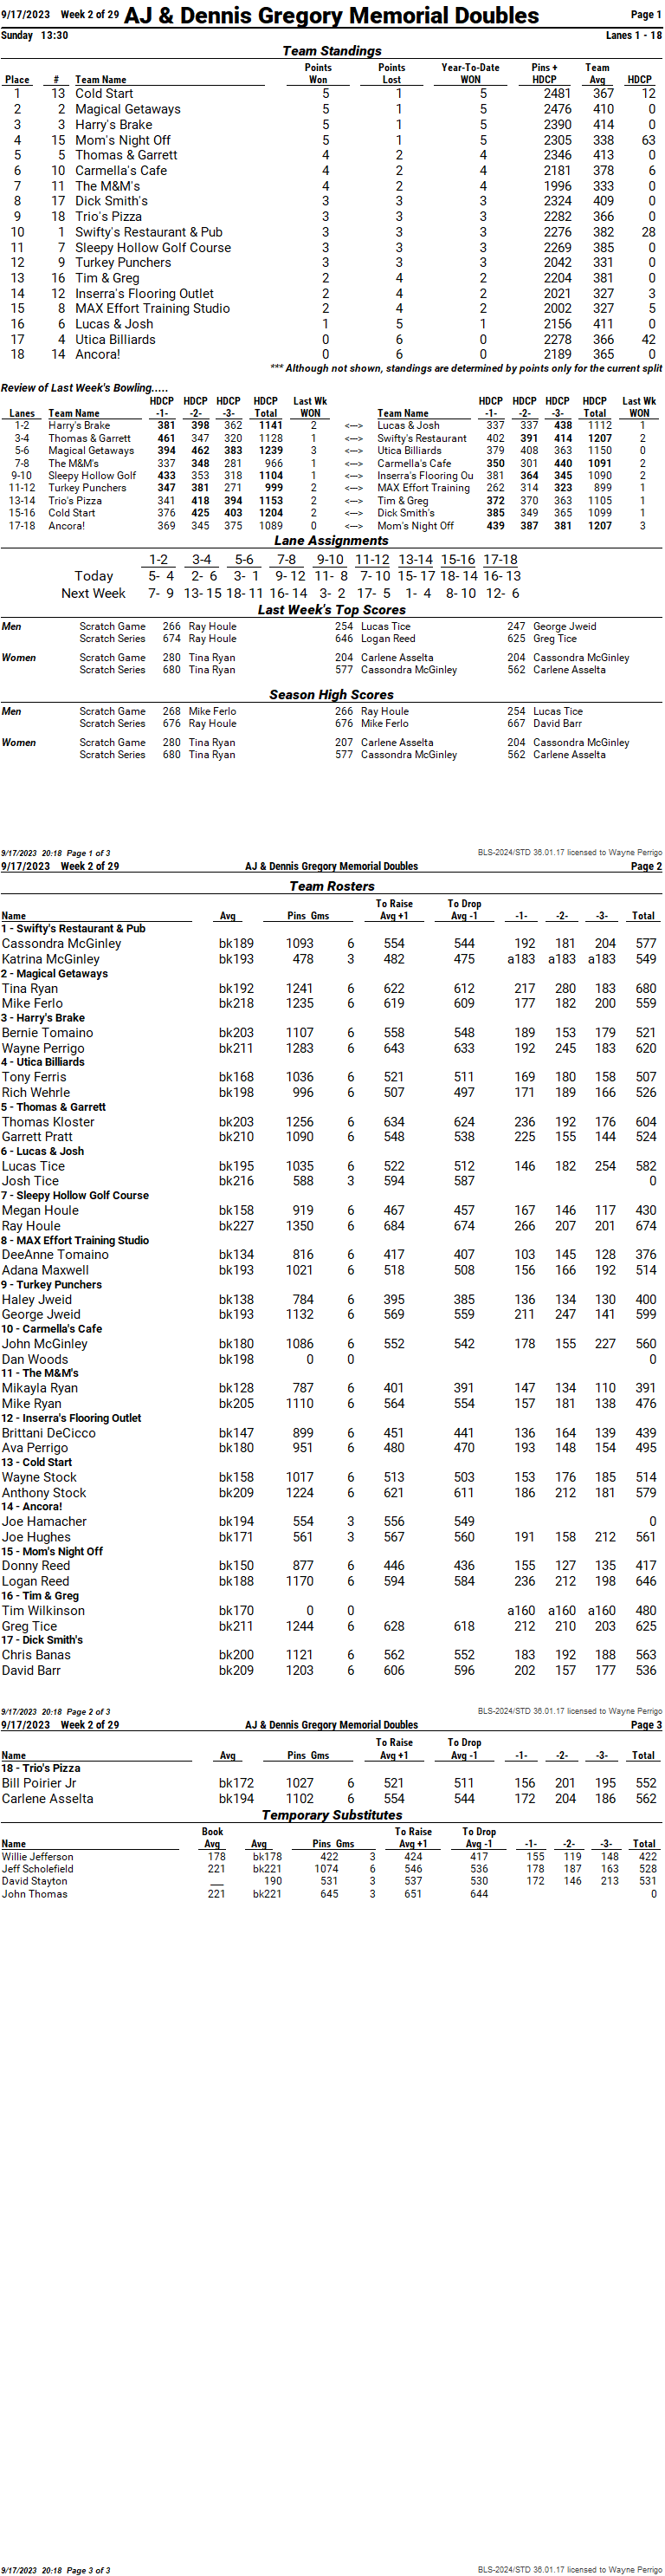 9/17/2023 Week 2 of 29 AJ & Dennis Gregory Memorial Doubles Page 1
Sunday 13:30 Lanes 1 - 18
Team Standings
Points Points Year-To-Date Pins + Team
Place # Team Name Won Lost WON HDCP Avg HDCP
1 13 Cold Start 5 1 5 2481 367 12
2 2 Magical Getaways 5 1 5 2476 410 0
3 3 Harry's Brake 5 1 5 2390 414 0
4 15 Mom's Night Off 5 1 5 2305 338 63
5 5 Thomas & Garrett 4 2 4 2346 413 0
6 10 Carmella's Cafe 4 2 4 2181 378 6
7 11 The M&M's 4 2 4 1996 333 0
8 17 Dick Smith's 3 3 3 2324 409 0
9 18 Trio's Pizza 3 3 3 2282 366 0
10 1 Swifty's Restaurant & Pub 3 3 3 2276 382 28
11 7 Sleepy Hollow Golf Course 3 3 3 2269 385 0
12 9 Turkey Punchers 3 3 3 2042 331 0
13 16 Tim & Greg 2 4 2 2204 381 0
14 12 Inserra's Flooring Outlet 2 4 2 2021 327 3
15 8 MAX Effort Training Studio 2 4 2 2002 327 5
16 6 Lucas & Josh 1 5 1 2156 411 0
17 4 Utica Billiards 0 6 0 2278 366 42
18 14 Ancora! 0 6 0 2189 365 0
*** Although not shown, standings are determined by points only for the current split
Review of Last Week's Bowling.....
HDCP HDCP HDCP HDCP Last Wk HDCP HDCP HDCP HDCP Last Wk
Lanes Team Name -1- -2- -3- Total WON Team Name -1- -2- -3- Total WON
1-2 Harry's Brake 381 398 362 1141 2 <---> Lucas & Josh 337 337 438 1112 1
3-4 Thomas & Garrett 461 347 320 1128 1 <---> Swifty's Restaurant 402 391 414 1207 2
5-6 Magical Getaways 394 462 383 1239 3 <---> Utica Billiards 379 408 363 1150 0
7-8 The M&M's 337 348 281 966 1 <---> Carmella's Cafe 350 301 440 1091 2
9-10 Sleepy Hollow Golf 433 353 318 1104 1 <---> Inserra's Flooring Ou 381 364 345 1090 2
11-12 Turkey Punchers 347 381 271 999 2 <---> MAX Effort Training 262 314 323 899 1
13-14 Trio's Pizza 341 418 394 1153 2 <---> Tim & Greg 372 370 363 1105 1
15-16 Cold Start 376 425 403 1204 2 <---> Dick Smith's 385 349 365 1099 1
17-18 Ancora! 369 345 375 1089 0 <---> Mom's Night Off 439 387 381 1207 3
Lane Assignments
1-2 3-4 5-6 7-8 9-10 11-12 13-14 15-16 17-18
Today 5- 4 2- 6 3- 1 9- 12 11- 8 7- 10 15- 17 18- 14 16- 13
Next Week 7- 9 13- 15 18- 11 16- 14 3- 2 17- 5 1- 4 8- 10 12- 6
Last Week's Top Scores
Men Scratch Game 266 Ray Houle 254 Lucas Tice 247 George Jweid
Scratch Series 674 Ray Houle 646 Logan Reed 625 Greg Tice
Women Scratch Game 280 Tina Ryan 204 Carlene Asselta 204 Cassondra McGinley
Scratch Series 680 Tina Ryan 577 Cassondra McGinley 562 Carlene Asselta
Season High Scores
Men Scratch Game 268 Mike Ferlo 266 Ray Houle 254 Lucas Tice
Scratch Series 676 Ray Houle 676 Mike Ferlo 667 David Barr
Women Scratch Game 280 Tina Ryan 207 Carlene Asselta 204 Cassondra McGinley
Scratch Series 680 Tina Ryan 577 Cassondra McGinley 562 Carlene Asselta
9/17/2023 20:18 Page 1 of 3 BLS-2024/STD 36.01.17 licensed to Wayne Perrigo
9/17/2023 Week 2 of 29 AJ & Dennis Gregory Memorial Doubles Page 2
Team Rosters
To Raise To Drop
Name Avg Pins Gms Avg +1 Avg -1 -1- -2- -3- Total
1 - Swifty's Restaurant & Pub
Cassondra McGinley bk189 1093 6 554 544 192 181 204 577
Katrina McGinley bk193 478 3 482 475 a183 a183 a183 549
2 - Magical Getaways
Tina Ryan bk192 1241 6 622 612 217 280 183 680
Mike Ferlo bk218 1235 6 619 609 177 182 200 559
3 - Harry's Brake
Bernie Tomaino bk203 1107 6 558 548 189 153 179 521
Wayne Perrigo bk211 1283 6 643 633 192 245 183 620
4 - Utica Billiards
Tony Ferris bk168 1036 6 521 511 169 180 158 507
Rich Wehrle bk198 996 6 507 497 171 189 166 526
5 - Thomas & Garrett
Thomas Kloster bk203 1256 6 634 624 236 192 176 604
Garrett Pratt bk210 1090 6 548 538 225 155 144 524
6 - Lucas & Josh
Lucas Tice bk195 1035 6 522 512 146 182 254 582
Josh Tice bk216 588 3 594 587 0
7 - Sleepy Hollow Golf Course
Megan Houle bk158 919 6 467 457 167 146 117 430
Ray Houle bk227 1350 6 684 674 266 207 201 674
8 - MAX Effort Training Studio
DeeAnne Tomaino bk134 816 6 417 407 103 145 128 376
Adana Maxwell bk193 1021 6 518 508 156 166 192 514
9 - Turkey Punchers
Haley Jweid bk138 784 6 395 385 136 134 130 400
George Jweid bk193 1132 6 569 559 211 247 141 599
10 - Carmella's Cafe
John McGinley bk180 1086 6 552 542 178 155 227 560
Dan Woods bk198 0 0 0
11 - The M&M's
Mikayla Ryan bk128 787 6 401 391 147 134 110 391
Mike Ryan bk205 1110 6 564 554 157 181 138 476
12 - Inserra's Flooring Outlet
Brittani DeCicco bk147 899 6 451 441 136 164 139 439
Ava Perrigo bk180 951 6 480 470 193 148 154 495
13 - Cold Start
Wayne Stock bk158 1017 6 513 503 153 176 185 514
Anthony Stock bk209 1224 6 621 611 186 212 181 579
14 - Ancora!
Joe Hamacher bk194 554 3 556 549 0
Joe Hughes bk171 561 3 567 560 191 158 212 561
15 - Mom's Night Off
Donny Reed bk150 877 6 446 436 155 127 135 417
Logan Reed bk188 1170 6 594 584 236 212 198 646
16 - Tim & Greg
Tim Wilkinson bk170 0 0 a160 a160 a160 480
Greg Tice bk211 1244 6 628 618 212 210 203 625
17 - Dick Smith's
Chris Banas bk200 1121 6 562 552 183 192 188 563
David Barr bk209 1203 6 606 596 202 157 177 536
9/17/2023 20:18 Page 2 of 3 BLS-2024/STD 36.01.17 licensed to Wayne Perrigo
9/17/2023 Week 2 of 29 AJ & Dennis Gregory Memorial Doubles Page 3
To Raise To Drop
Name Avg Pins Gms Avg +1 Avg -1 -1- -2- -3- Total
18 - Trio's Pizza
Bill Poirier Jr bk172 1027 6 521 511 156 201 195 552
Carlene Asselta bk194 1102 6 554 544 172 204 186 562
Temporary Substitutes
Book To Raise To Drop
Name Avg Avg Pins Gms Avg +1 Avg -1 -1- -2- -3- Total
Willie Jefferson 178 bk178 422 3 424 417 155 119 148 422
Jeff Scholefield 221 bk221 1074 6 546 536 178 187 163 528
David Stayton __ 190 531 3 537 530 172 146 213 531
John Thomas 221 bk221 645 3 651 644 0
9/17/2023 20:18 Page 3 of 3 BLS-2024/STD 36.01.17 licensed to Wayne Perrigo